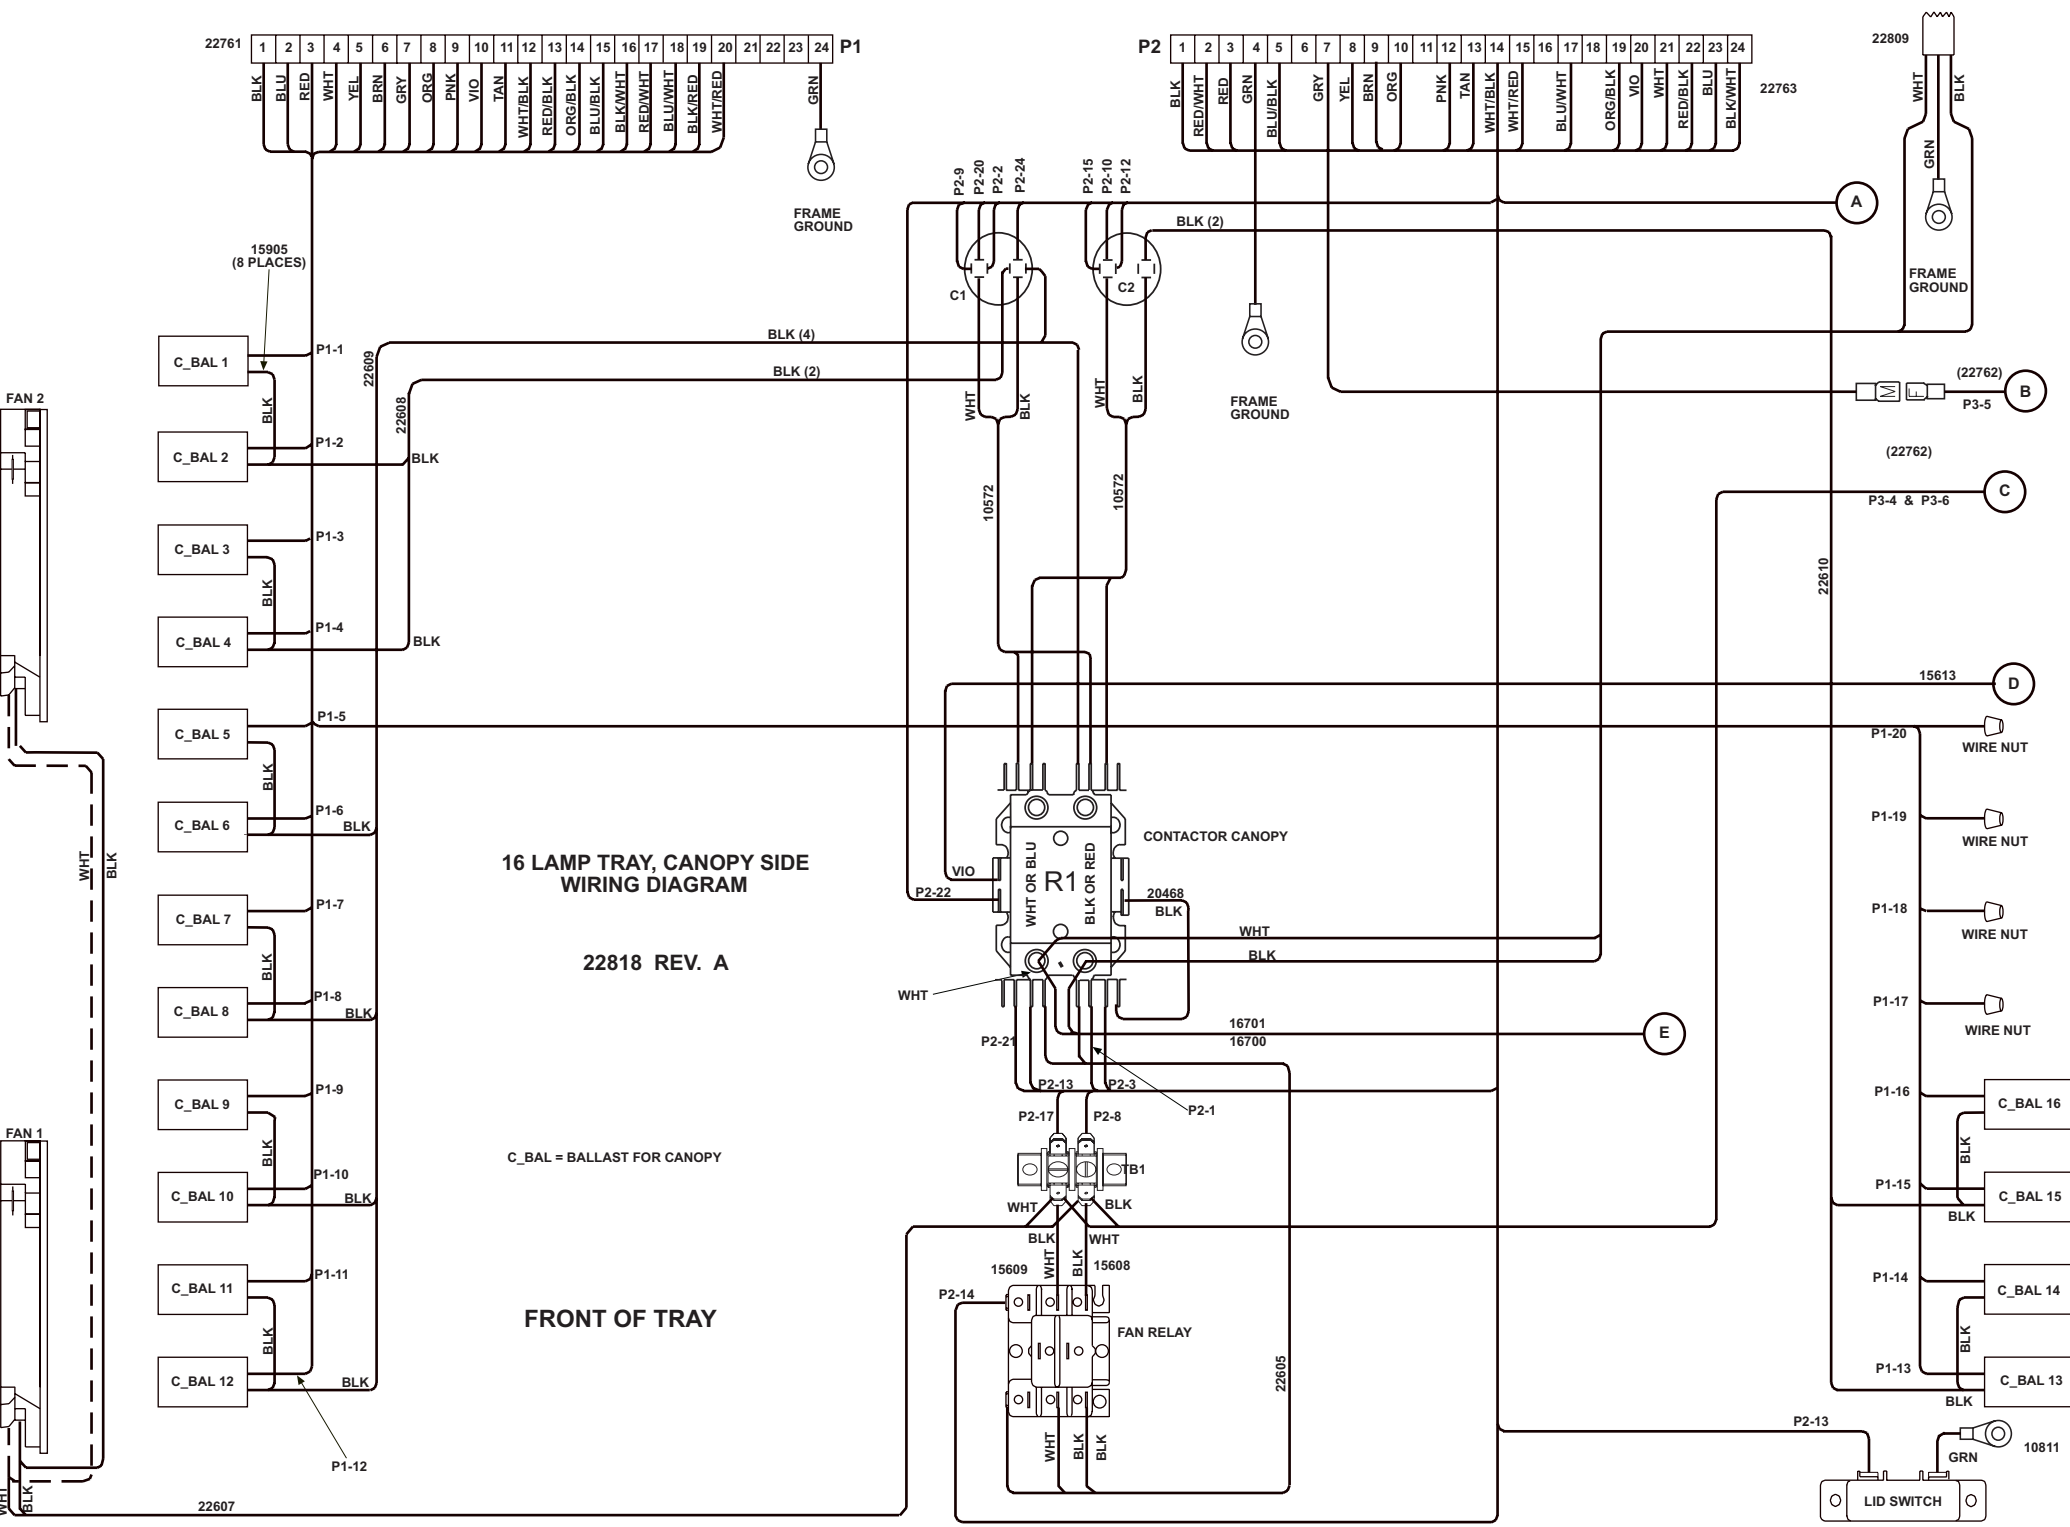 22761 1 2 3 4 5 6 7 8 9 10 11 12 13 14 15 16 17 18 19 20 21 22 23 24 P1
BLK BLU RED WHT YEL BRN GRY ORG PNK VIO TAN WHT/BLK RED/BLK ORG/BLK BLU/BLK BLK/WHT RED/WHT BLU/WHT BLK/RED WHT/RED GRN
FRAME
GROUND
P2 1 2 3 4 5 6 7 8 9 10 11 12 13 14 15 16 17 18 19 20 21 22 23 24
22763
BLK RED/WHT RED GRN BLU/BLK GRY YEL BRN ORG PNK TAN WHT/BLK WHT/RED BLU/WHT ORG/BLK VIO WHT RED/BLK BLU BLK/WHT
22809
WHT
BLK
GRN
FRAME
GROUND
P2-9 P2-20 P2-2 P2-24
P2-15 P2-10 P2-12
A
BLK (2)
C1
C2
FRAME
GROUND
15905
(8 PLACES)
BLK (4)
BLK (2)
22609
22608
WHT
BLK
WHT
BLK
10572
10572
(22762)
M
F
B
P3-5
(22762)
C
P3-4 & P3-6
22610
15613
D
FAN 2
C_BAL 1
P1-1
BLK
C_BAL 2
P1-2
BLK
C_BAL 3
P1-3
BLK
C_BAL 4
P1-4
BLK
C_BAL 5
P1-5
BLK
C_BAL 6
P1-6
BLK
C_BAL 7
P1-7
BLK
C_BAL 8
P1-8
BLK
C_BAL 9
P1-9
BLK
C_BAL 10
P1-10
BLK
C_BAL 11
P1-11
BLK
C_BAL 12
BLK
P1-12
WHT
BLK
FAN 1
WHT
BLK
22607
16 LAMP TRAY, CANOPY SIDE
WIRING DIAGRAM
22818 REV. A
C_BAL = BALLAST FOR CANOPY
FRONT OF TRAY
CONTACTOR CANOPY
VIO
P2-22
WHT OR BLU
R1
BLK OR RED
20468
BLK
WHT
BLK
WHT
16701
16700
E
P2-21
P2-13
P2-3
P2-1
P2-17
P2-8
TB1
WHT
BLK
BLK
WHT
WHT
BLK
15609
15608
P2-14
FAN RELAY
22605
WHT
BLK
BLK
P1-20
WIRE NUT
P1-19
WIRE NUT
P1-18
WIRE NUT
P1-17
WIRE NUT
P1-16
C_BAL 16
BLK
P1-15
C_BAL 15
BLK
P1-14
C_BAL 14
BLK
P1-13
C_BAL 13
BLK
P2-13
GRN
10811
LID SWITCH